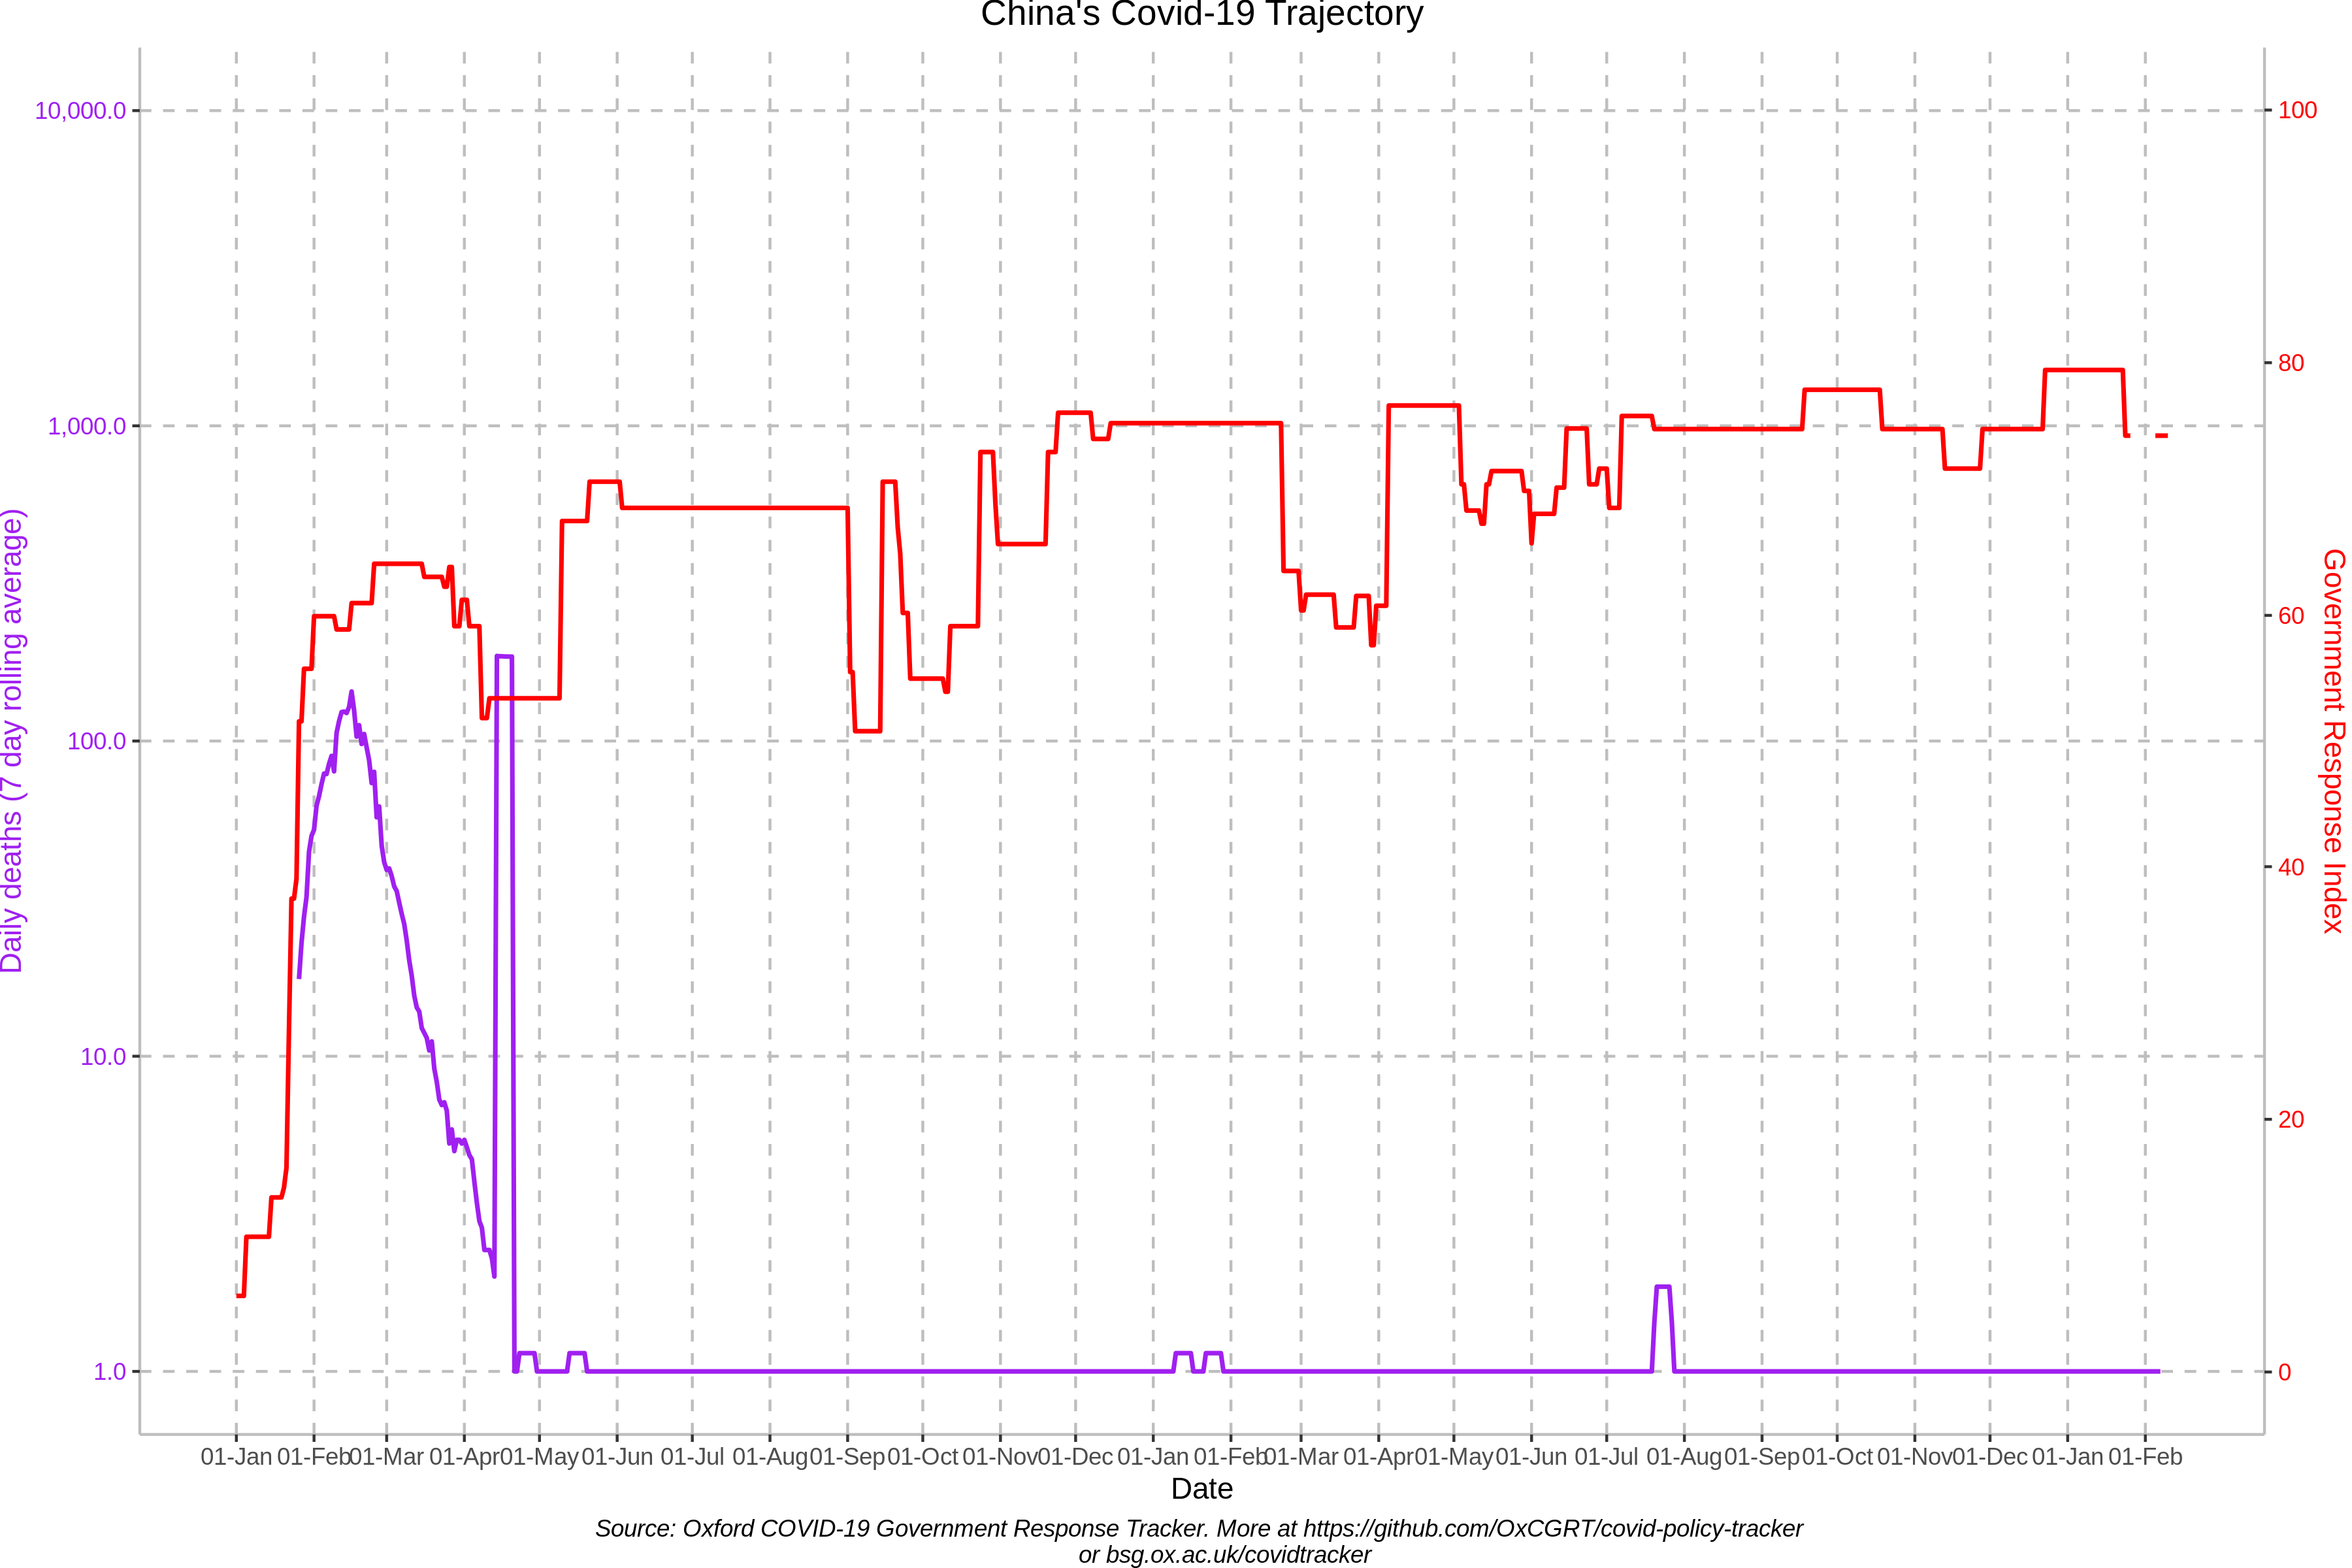 China's Covid-19 Trajectory
10,000.0
1,000.0
100.0
10.0
1.0
Daily deaths (7 day rolling average)
100
80
60
40
20
0
Government Response Index
01-Jan 01-Feb 01-Mar 01-Apr 01-May 01-Jun 01-Jul 01-Aug 01-Sep 01-Oct 01-Nov 01-Dec 01-Jan 01-Feb 01-Mar 01-Apr 01-May 01-Jun 01-Jul 01-Aug 01-Sep 01-Oct 01-Nov 01-Dec 01-Jan 01-Feb
Date
Source: Oxford COVID-19 Government Response Tracker. More at https://github.com/OxCGRT/covid-policy-tracker
or bsg.ox.ac.uk/covidtracker